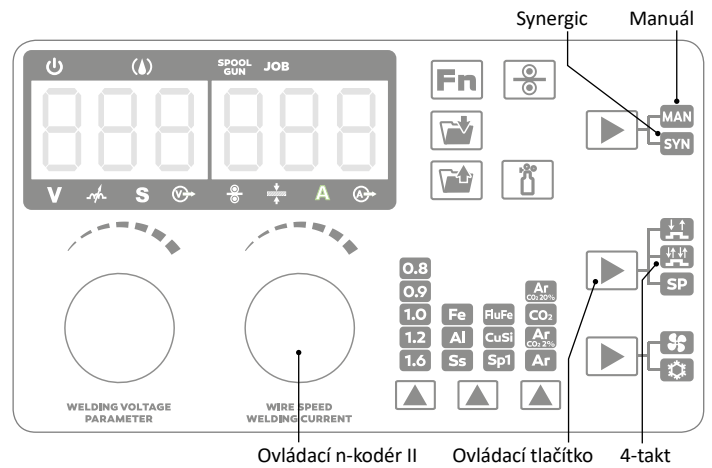 Synergic Manuál
SPOOL GUN JOB
Fn
MAN
SYN
888 888
V S V A A
SP
0.8
0.9 Ar CO₂ 20%
1.0 Fe FluFe CO₂
1.2 Al CuSi Ar CO₂ 2%
1.6 Ss Sp1 Ar
WELDING VOLTAGE
PARAMETER
WIRE SPEED
WELDING CURRENT
Ovládací n-kodér II Ovládací tlačítko 4-takt